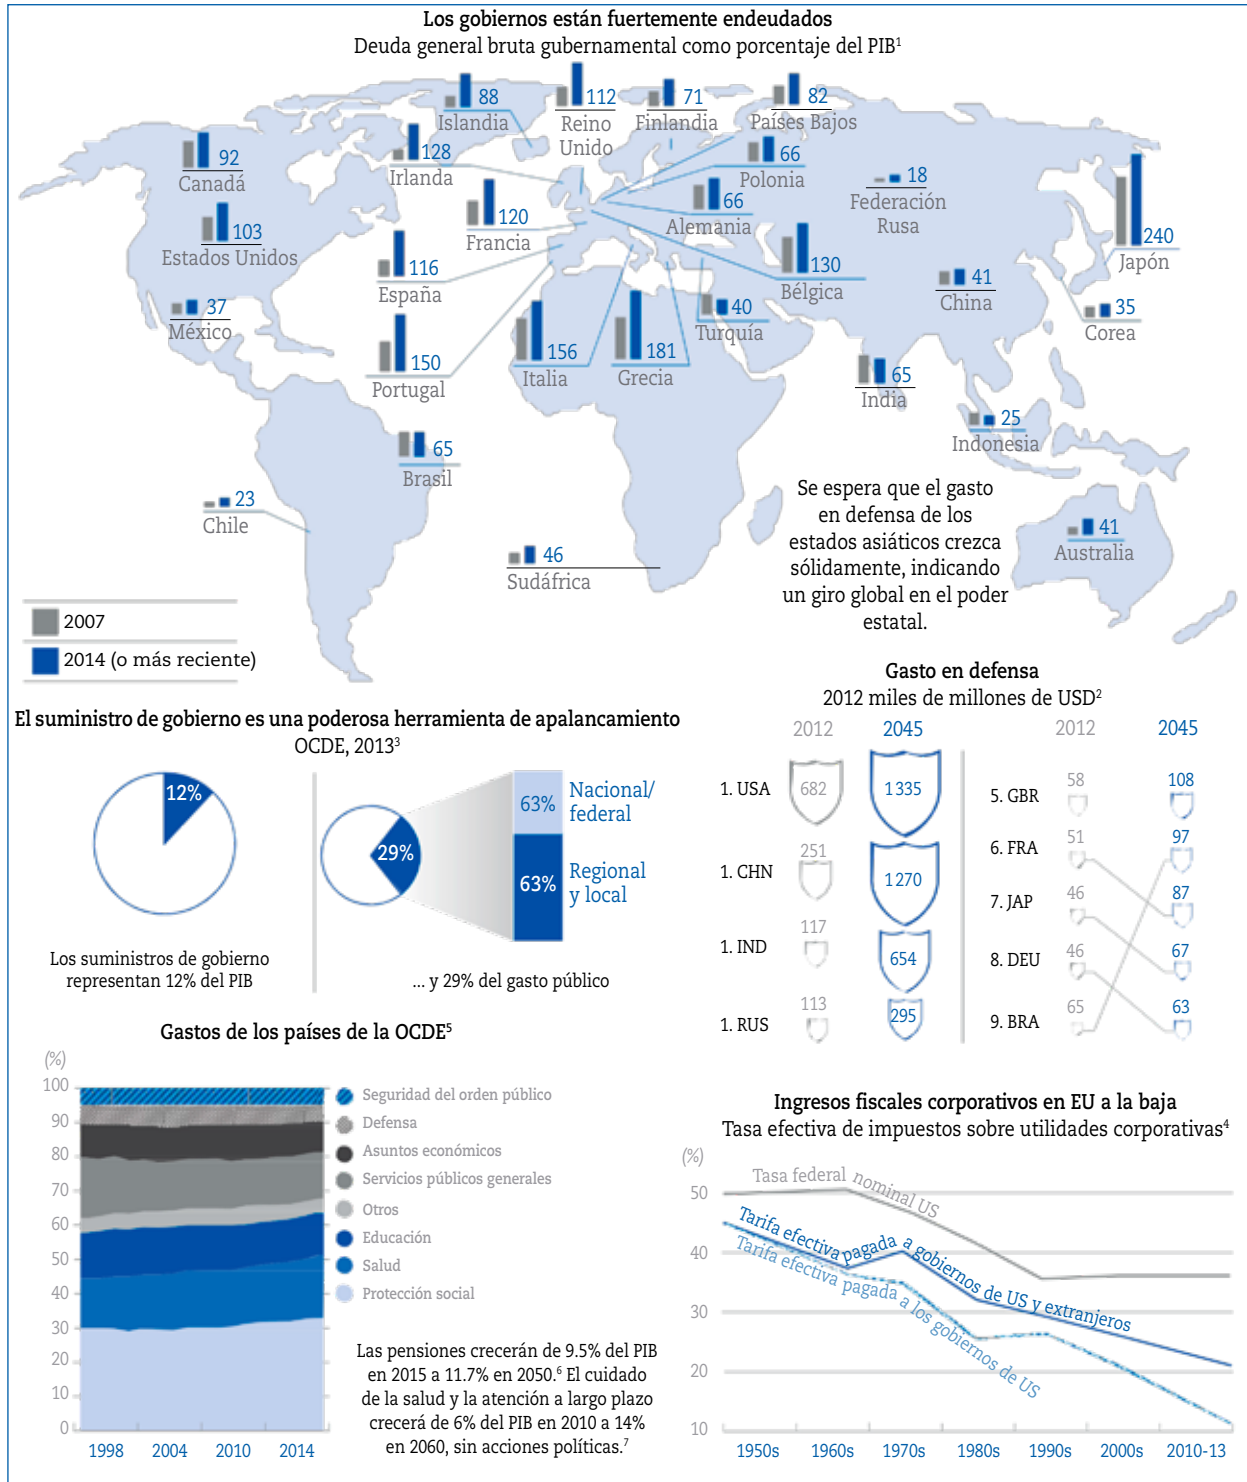 Los gobiernos están fuertemente endeudados
Deuda general bruta gubernamental como porcentaje del PIB¹
88
Islandia
112
Reino
Unido
71
Finlandia
82
Países Bajos
92
Canadá
128
Irlanda
66
Polonia
18
Federación
Rusa
103
Estados Unidos
120
Francia
66
Alemania
240
Japón
116
España
130
Bélgica
41
China
37
México
40
Turquía
35
Corea
150
Portugal
156
Italia
181
Grecia
65
India
25
Indonesia
65
Brasil
23
Chile
46
Sudáfrica
41
Australia
Se espera que el gasto
en defensa de los
estados asiáticos crezca
sólidamente, indicando
un giro global en el poder
estatal.
2007
2014 (o más reciente)
El suministro de gobierno es una poderosa herramienta de apalancamiento
OCDE, 2013³
12%
Los suministros de gobierno
representan 12% del PIB
29%
63%
Nacional/
federal
63%
Regional
y local
... y 29% del gasto público
Gasto en defensa
2012 miles de millones de USD²
2012 2045
1. USA 682 1335
1. CHN 251 1270
1. IND 117 654
1. RUS 113 295
2012 2045
5. GBR 58 108
6. FRA 51 97
7. JAP 46 87
8. DEU 46 67
9. BRA 65 63
Gastos de los países de la OCDE⁵
(%)
100
90
80
70
60
50
40
30
20
10
0
1998 2004 2010 2014
Seguridad del orden público
Defensa
Asuntos económicos
Servicios públicos generales
Otros
Educación
Salud
Protección social
Las pensiones crecerán de 9.5% del PIB
en 2015 a 11.7% en 2050.⁶ El cuidado
de la salud y la atención a largo plazo
crecerá de 6% del PIB en 2010 a 14%
en 2060, sin acciones políticas.⁷
Ingresos fiscales corporativos en EU a la baja
Tasa efectiva de impuestos sobre utilidades corporativas⁴
(%)
50
40
30
20
10
Tasa federal nominal US
Tarifa efectiva pagada a gobiernos de US y extranjeros
Tarifa efectiva pagada a los gobiernos de US
1950s 1960s 1970s 1980s 1990s 2000s 2010-13